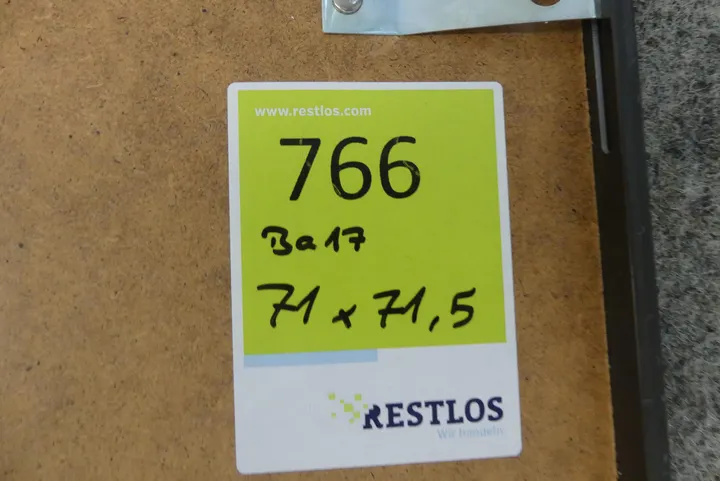 www.restlos.com
766
Ba17
71 x 71,5
RESTLOS
Wir handeln